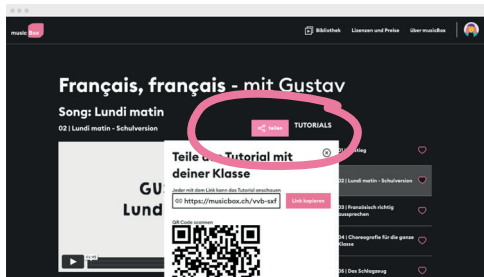 music Box
Bibliothek Lizenzen und Preise über musicBox
Français, français - mit Gustav
Song: Lundi matin
02 | Lundi matin - Schulversion
teilen
TUTORIALS
GU
Lund
Teile das Tutorial mit
deiner Klasse
Jeder mit dem Link kann das Tutorial anschauen
https://musicbox.ch/vvb-sxf
Link kopieren
QR Code scannen
02 | Lundi matin - Schulversion
03 | Französisch richtig
aussprechen
04 | Choreografie für die ganze
Klasse
05 | Das Schlagzeug